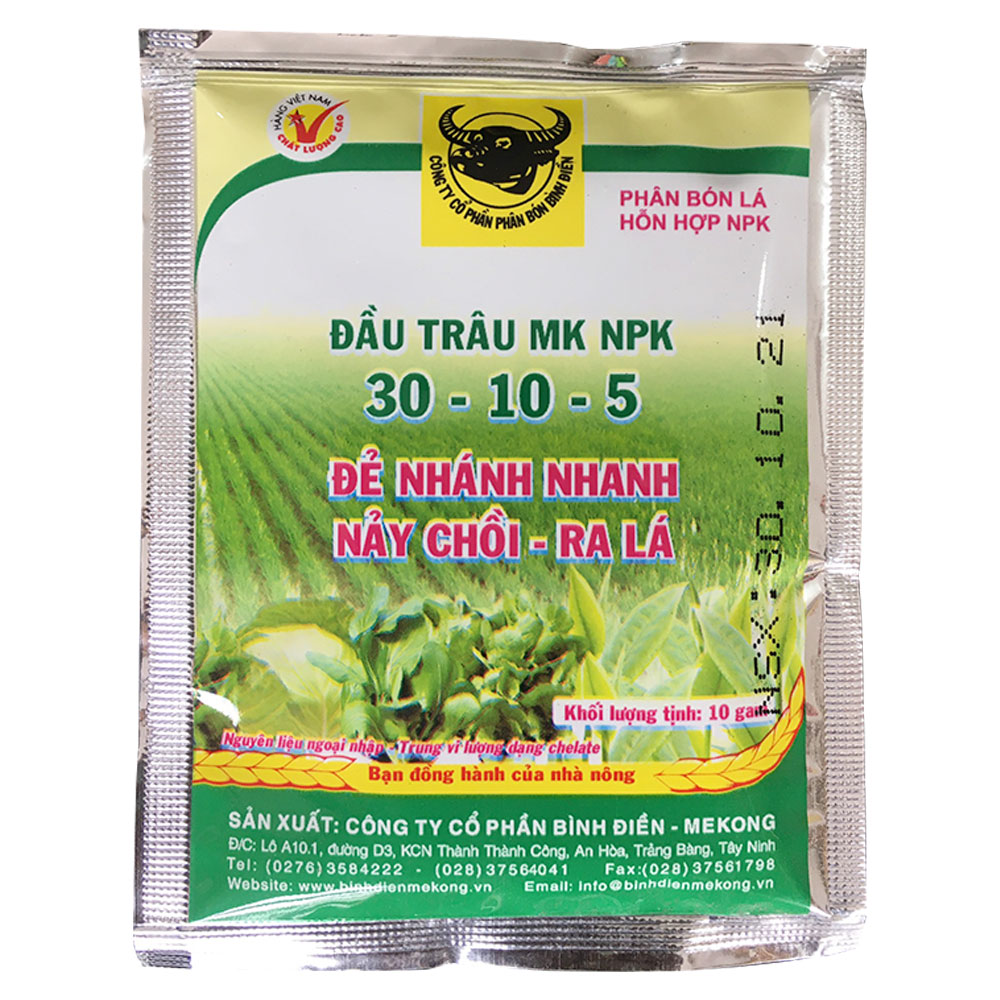 HÀNG VIỆT NAM
CHẤT LƯỢNG CAO
CÔNG TY CỔ PHẦN PHÂN BÓN BÌNH ĐIỀN
PHÂN BÓN LÁ
HỖN HỢP NPK
ĐẦU TRÂU MK NPK
30 - 10 - 5
ĐẺ NHÁNH NHANH
NẢY CHỒI - RA LÁ
NSX:30. 10. 21
Khối lượng tịnh: 10 gam
Nguyên liệu ngoại nhập - Trung vi lượng dạng chelate
Bạn đồng hành của nhà nông
SẢN XUẤT: CÔNG TY CỔ PHẦN BÌNH ĐIỀN - MEKONG
Đ/C: Lô A10.1, đường D3, KCN Thành Thành Công, An Hòa, Trảng Bàng, Tây Ninh
Tel: (0276)3584222 - (028)37564041 Fax:(028)37561798
Website: www.binhdienmekong.vn Email: info@binhdienmekong.vn